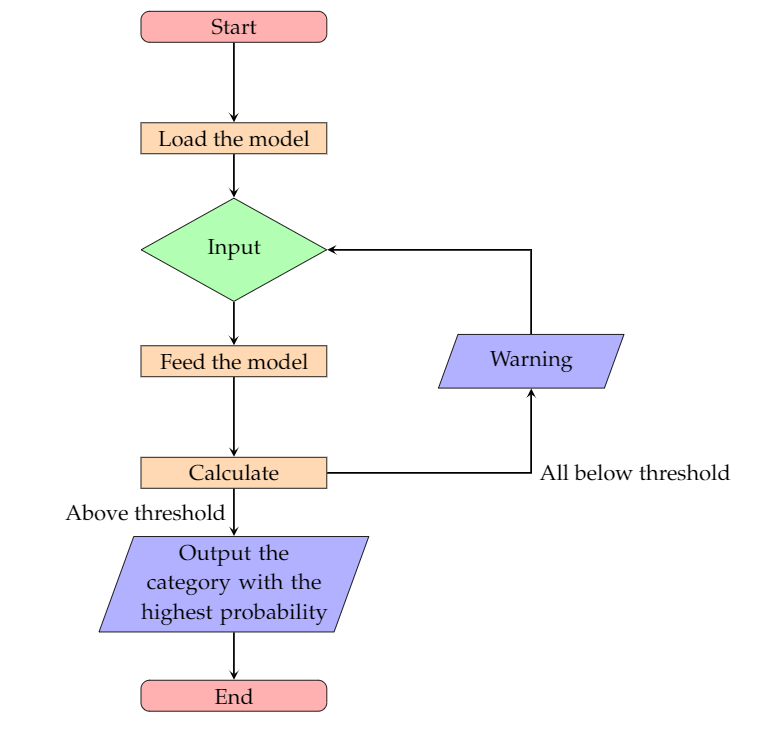 Start
Load the model
Input
Feed the model
Warning
Calculate
All below threshold
Above threshold
Output the
category with the
highest probability
End